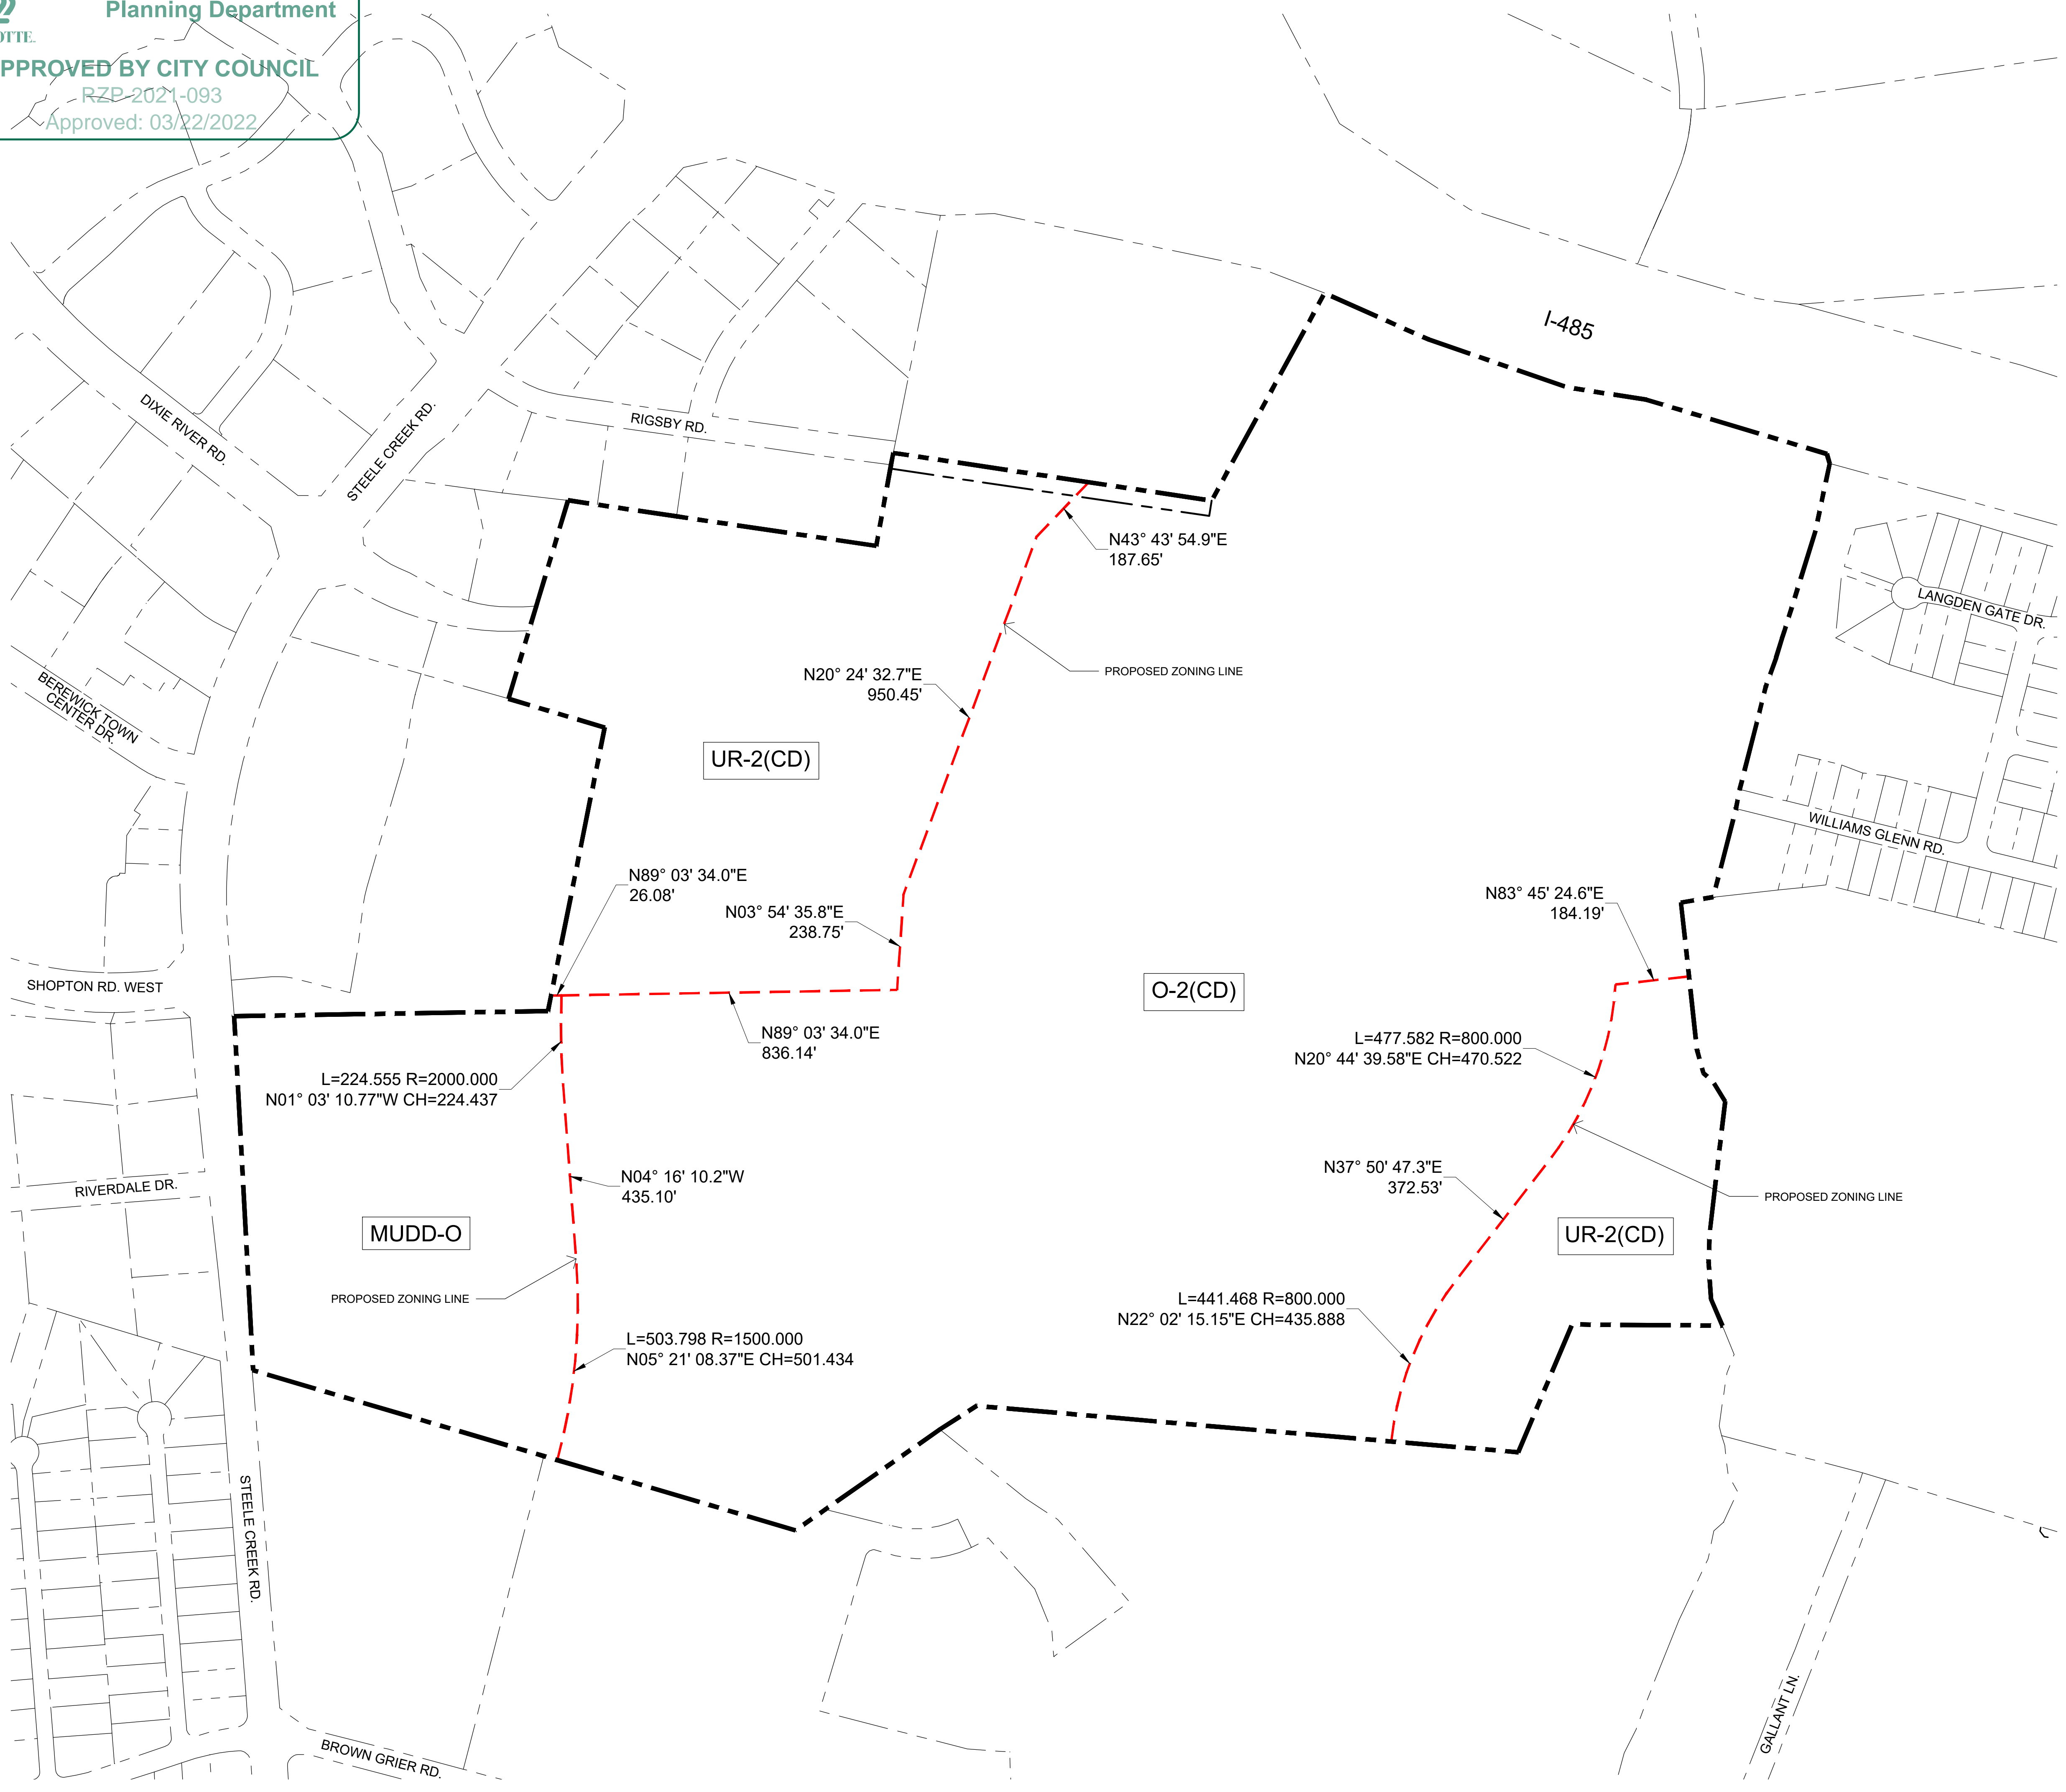 Planning Department
OTTE.
PPROVED BY CITY COUNCIL
RZP-2021-093
Approved: 03/22/2022
I-485
DIXIE RIVER RD.
STEELE CREEK RD.
RIGSBY RD.
N43° 43' 54.9"E
187.65'
LANGDEN GATE DR.
N20° 24' 32.7"E
950.45'
PROPOSED ZONING LINE
BEREWICK TOWN
CENTER DR.
UR-2(CD)
WILLIAMS GLENN RD.
N89° 03' 34.0"E
26.08'
N03° 54' 35.8"E
238.75'
N83° 45' 24.6"E
184.19'
SHOPTON RD. WEST
O-2(CD)
N89° 03' 34.0"E
836.14'
L=477.582 R=800.000
N20° 44' 39.58"E CH=470.522
L=224.555 R=2000.000
N01° 03' 10.77"W CH=224.437
N04° 16' 10.2"W
435.10'
N37° 50' 47.3"E
372.53'
RIVERDALE DR.
PROPOSED ZONING LINE
MUDD-O
UR-2(CD)
PROPOSED ZONING LINE
L=441.468 R=800.000
N22° 02' 15.15"E CH=435.888
L=503.798 R=1500.000
N05° 21' 08.37"E CH=501.434
STEELE CREEK RD.
GALLANT LN.
BROWN GRIER RD.